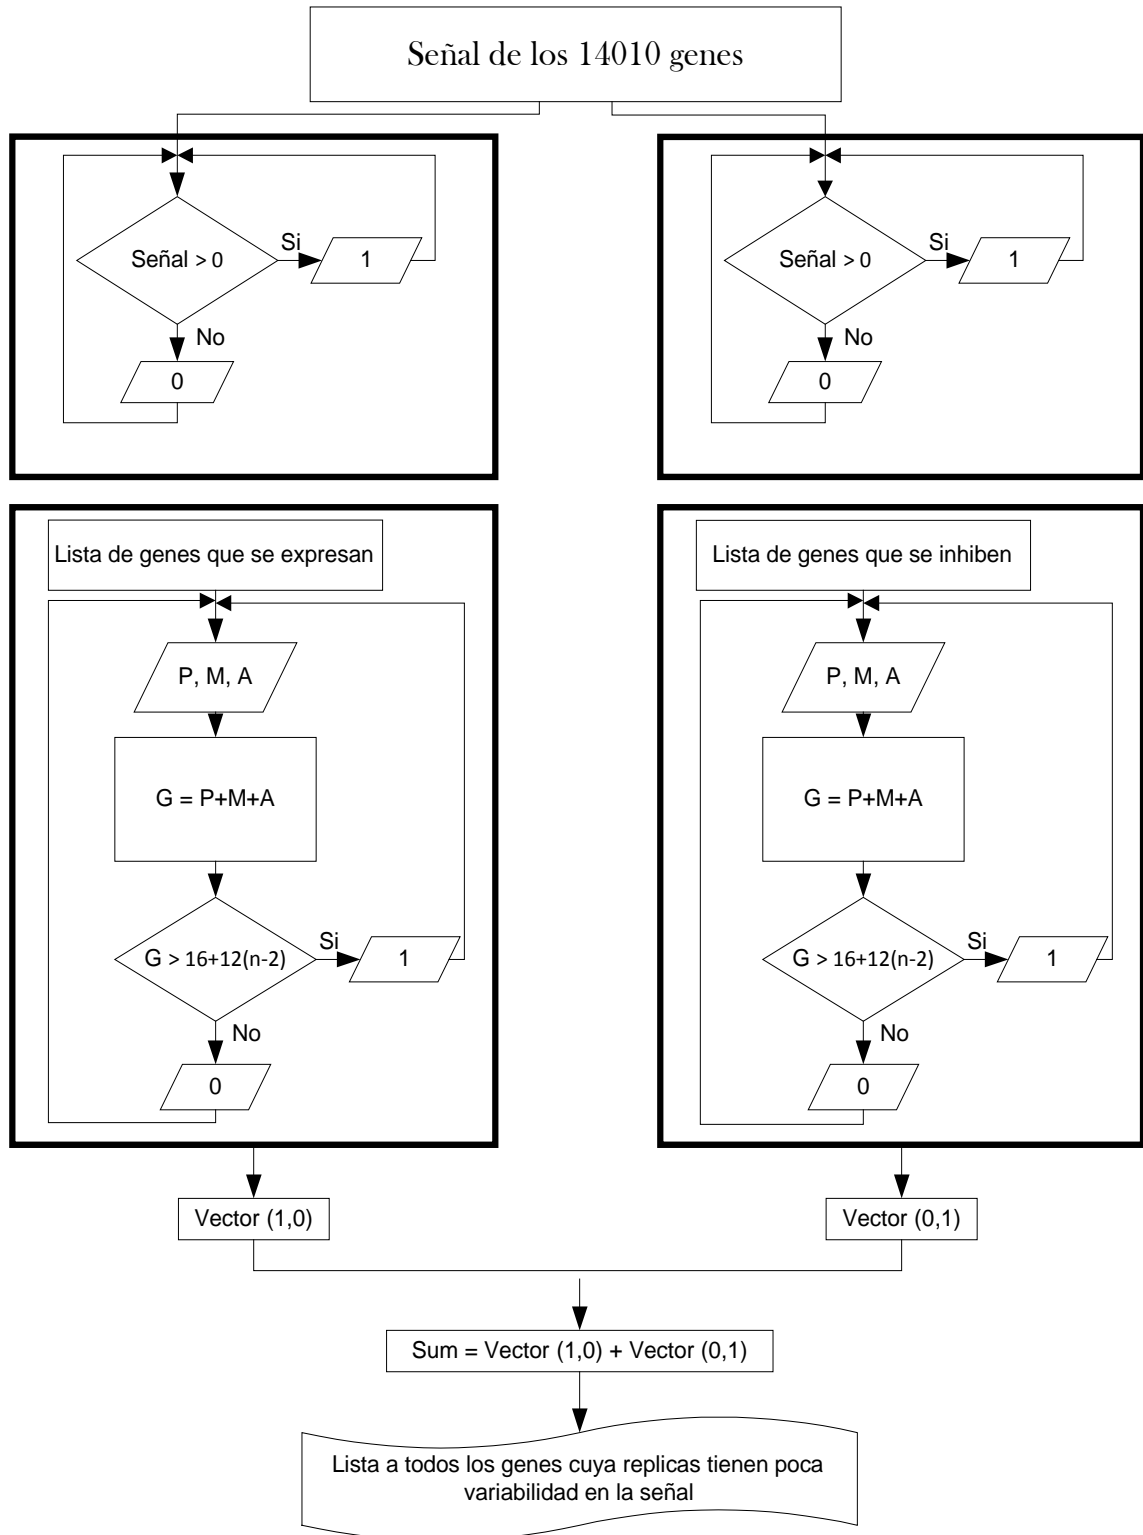 Señal de los 14010 genes
Señal > 0
Si
1
No
0
Señal > 0
Si
1
No
0
Lista de genes que se expresan
P, M, A
G = P+M+A
G > 16+12(n-2)
Si
1
No
0
Vector (1,0)
Lista de genes que se inhiben
P, M, A
G = P+M+A
G > 16+12(n-2)
Si
1
No
0
Vector (0,1)
Sum = Vector (1,0) + Vector (0,1)
Lista a todos los genes cuya replicas tienen poca
variabilidad en la señal